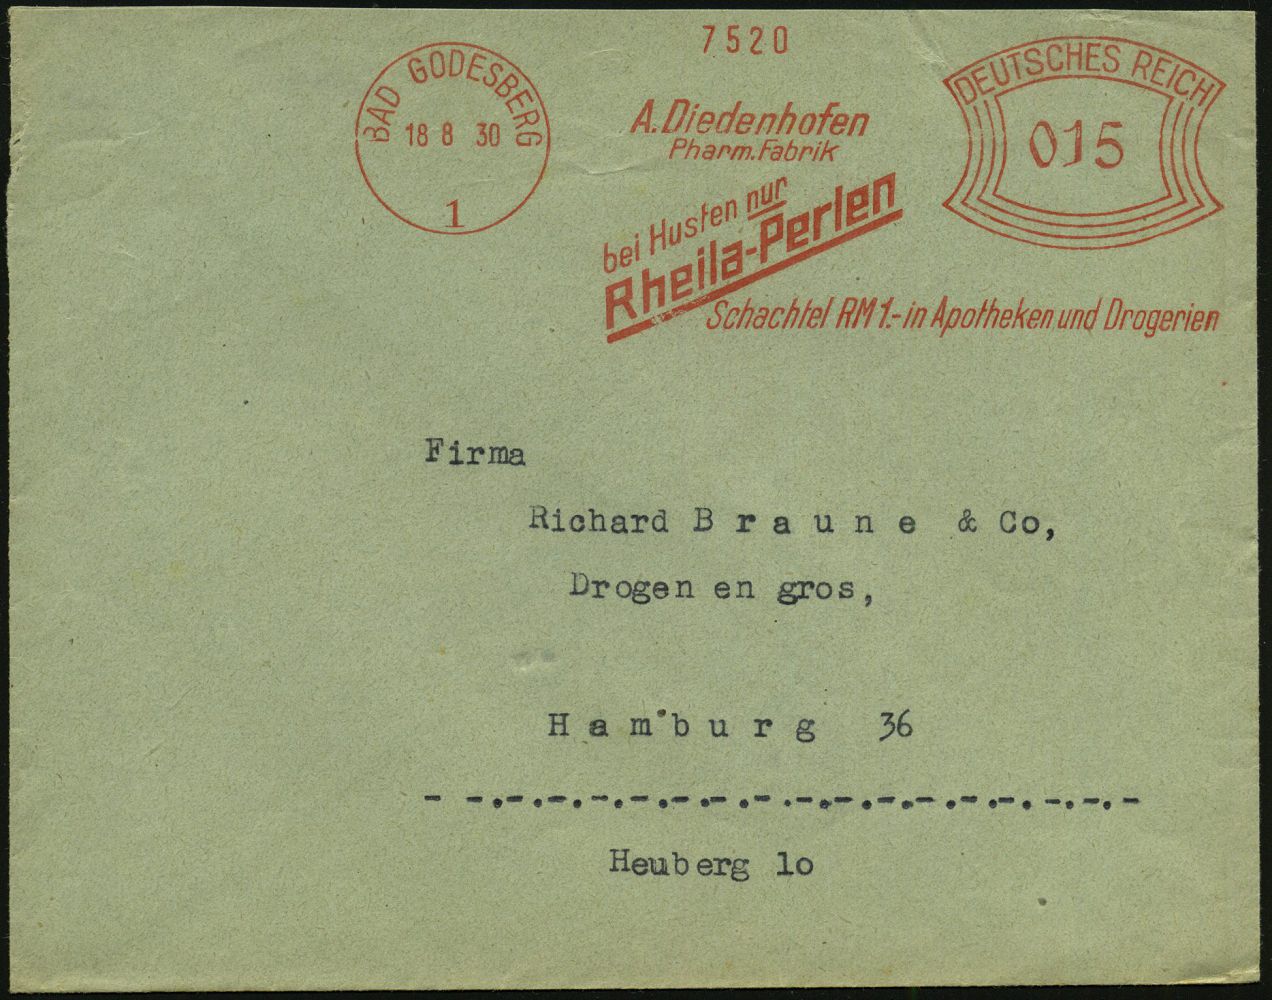 7520
BAD GODESBERG
18 8 30
1
A. Diedenhofen
Pharm. Fabrik
bei Husten nur
Rheila-Perlen
Schachtel RM 1.- in Apotheken und Drogerien
DEUTSCHES REICH
015
Firma
Richard B r a u n e & Co,
Drogen en gros,
H a m b u r g 36
- -.-.-.-.-.-.-.-.-.-.-.-.-.-.-.-.-
Heuberg lo